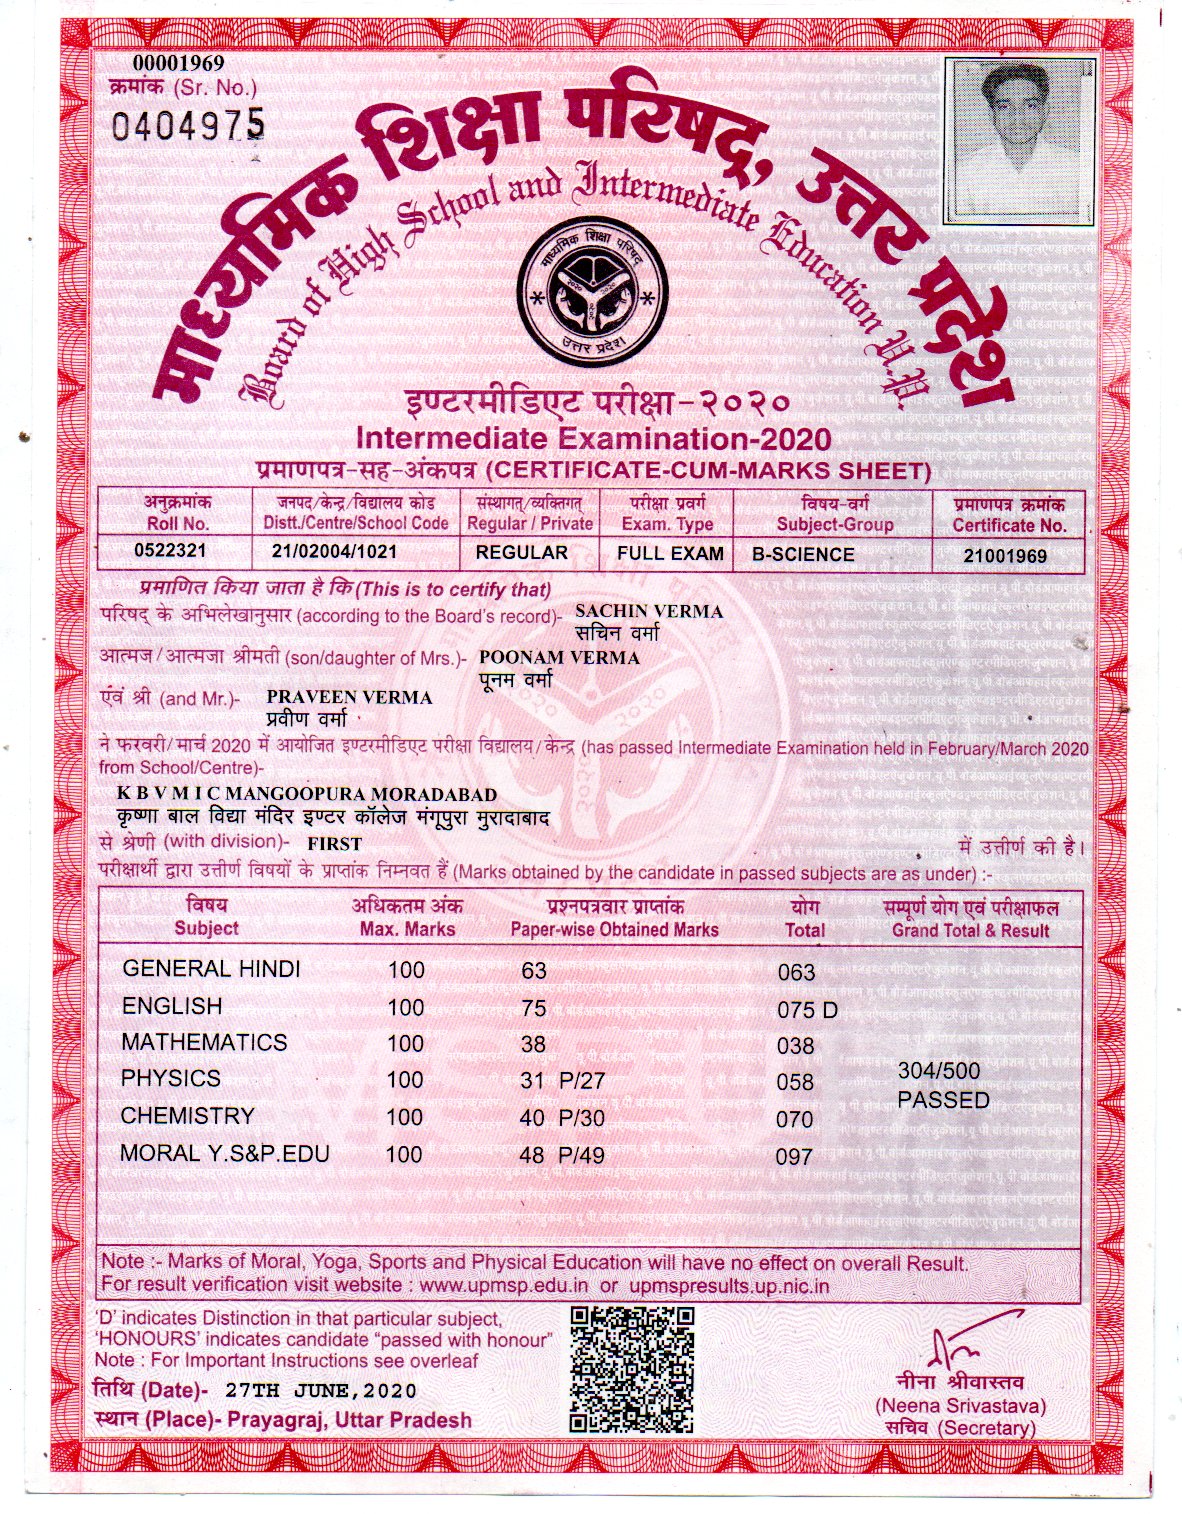 00001969
क्रमांक (Sr. No.)
0404975
माध्यमिक शिक्षा परिषद्, उत्तर प्रदेश
Board of High School and Intermediate Education U.P.
माध्यमिक शिक्षा परिषद्
२०२० २०२०
२०२०
उत्तर प्रदेश
इण्टरमीडिएट परीक्षा-२०२०
Intermediate Examination-2020
प्रमाणपत्र-सह-अंकपत्र (CERTIFICATE-CUM-MARKS SHEET)
अनुक्रमांक जनपद/केन्द्र/विद्यालय कोड संस्थागत्/व्यक्तिगत् परीक्षा प्रवर्ग विषय-वर्ग प्रमाणपत्र क्रमांक
Roll No. Distt./Centre/School Code Regular / Private Exam. Type Subject-Group Certificate No.
0522321 21/02004/1021 REGULAR FULL EXAM B-SCIENCE 21001969
प्रमाणित किया जाता है कि (This is to certify that)
परिषद् के अभिलेखानुसार (according to the Board's record)- SACHIN VERMA
सचिन वर्मा
आत्मज/आत्मजा श्रीमती (son/daughter of Mrs.)- POONAM VERMA
पूनम वर्मा
एंव श्री (and Mr.)- PRAVEEN VERMA
प्रवीण वर्मा
ने फरवरी/मार्च 2020 में आयोजित इण्टरमीडिएट परीक्षा विद्यालय/केन्द्र (has passed Intermediate Examination held in February/March 2020
from School/Centre)-
K B V M I C MANGOOPURA MORADABAD
कृष्णा बाल विद्या मंदिर इण्टर कॉलेज मंगूपुरा मुरादाबाद
से श्रेणी (with division)- FIRST में उत्तीर्ण की है।
परीक्षार्थी द्वारा उत्तीर्ण विषयों के प्राप्तांक निम्नवत हैं (Marks obtained by the candidate in passed subjects are as under) :-
विषय अधिकतम अंक प्रश्नपत्रवार प्राप्तांक योग सम्पूर्ण योग एवं परीक्षाफल
Subject Max. Marks Paper-wise Obtained Marks Total Grand Total & Result
GENERAL HINDI 100 63 063
ENGLISH 100 75 075 D
MATHEMATICS 100 38 038
PHYSICS 100 31 P/27 058 304/500
CHEMISTRY 100 40 P/30 070 PASSED
MORAL Y.S&P.EDU 100 48 P/49 097
Note :- Marks of Moral, Yoga, Sports and Physical Education will have no effect on overall Result.
For result verification visit website : www.upmsp.edu.in or upmspresults.up.nic.in
'D' indicates Distinction in that particular subject,
'HONOURS' indicates candidate "passed with honour"
Note : For Important Instructions see overleaf
तिथि (Date)- 27TH JUNE,2020
स्थान (Place)- Prayagraj, Uttar Pradesh
नीना श्रीवास्तव
(Neena Srivastava)
सचिव (Secretary)